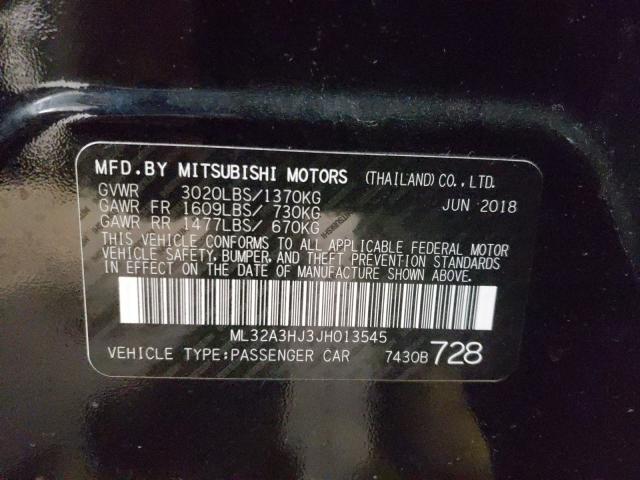 MFD.BY MITSUBISHI MOTORS (THAILAND)CO.,LTD.
GVWR 3020LBS/1370KG JUN 2018
GAWR FR 1609LBS/ 730KG
GAWR RR 1477LBS/ 670KG
THIS VEHICLE CONFORMS TO ALL APPLICABLE FEDERAL MOTOR
VEHICLE SAFETY, BUMPER, AND THEFT PREVENTION STANDARDS
IN EFFECT ON THE DATE OF MANUFACTURE SHOWN ABOVE.
ML32A3HJ3JH013545
VEHICLE TYPE:PASSENGER CAR 7430B 728